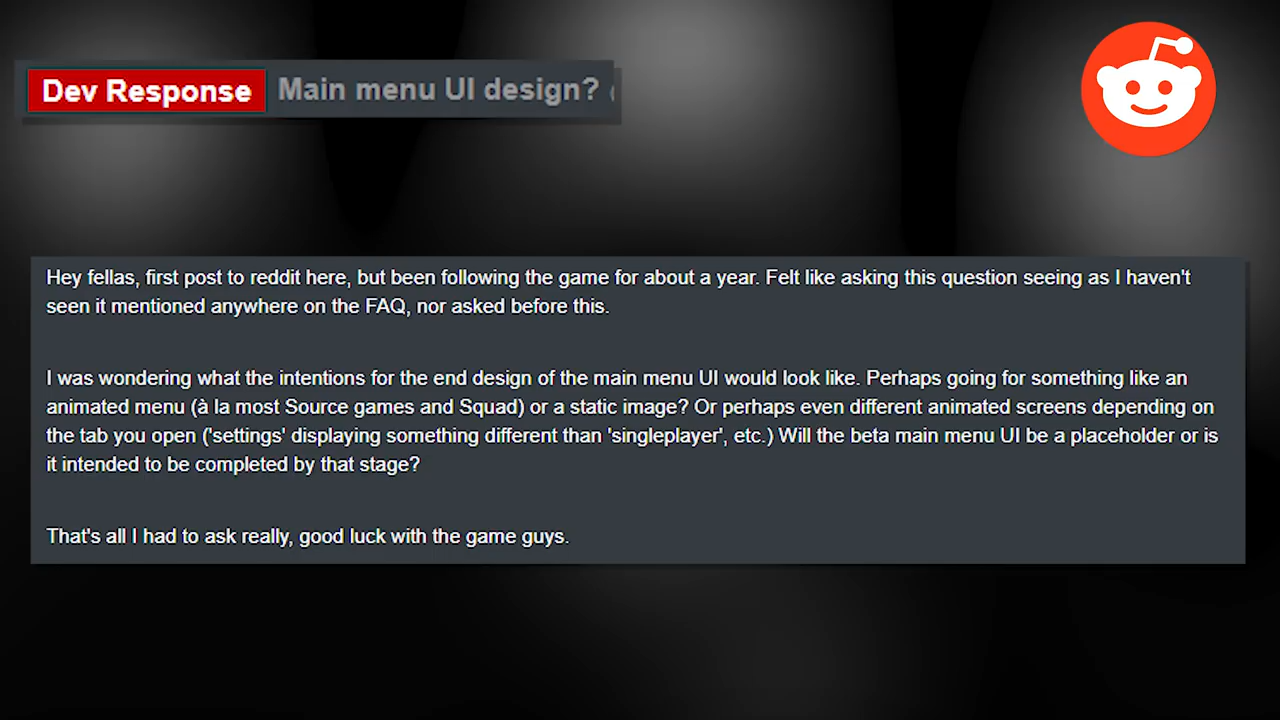 Dev Response Main menu UI design?
Hey fellas, first post to reddit here, but been following the game for about a year. Felt like asking this question seeing as I haven't
seen it mentioned anywhere on the FAQ, nor asked before this.
I was wondering what the intentions for the end design of the main menu UI would look like. Perhaps going for something like an
animated menu (à la most Source games and Squad) or a static image? Or perhaps even different animated screens depending on
the tab you open ('settings' displaying something different than 'singleplayer', etc.) Will the beta main menu UI be a placeholder or is
it intended to be completed by that stage?
That's all I had to ask really, good luck with the game guys.